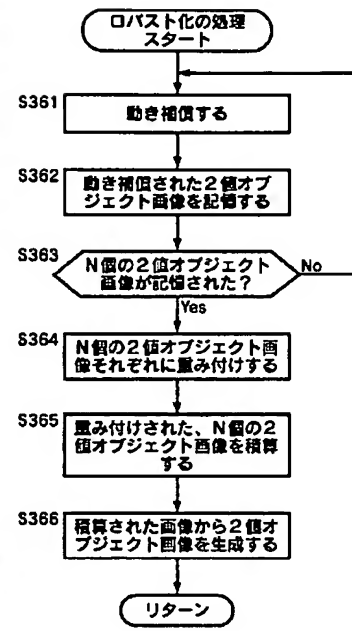 ロバスト化の処理
スタート
S361
動き補償する
S362
動き補償された2値オブ
ジェクト画像を記憶する
S363
N個の2値オブジェクト
画像が記憶された？
No
Yes
S364
N個の2値オブジェクト画
像それぞれに重み付けする
S365
重み付けされた、N個の2
値オブジェクト画像を積算
する
S366
積算された画像から2値オ
ブジェクト画像を生成する
リターン